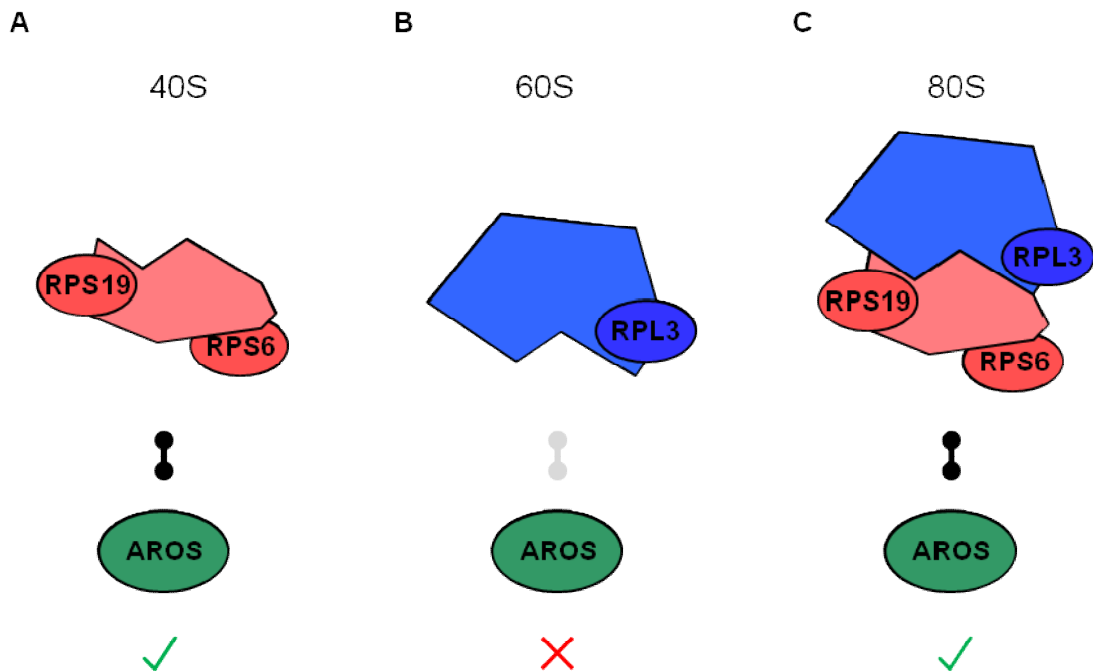 A
B
C
40S
60S
80S
RPS19
RPS6
RPL3
RPL3
RPS19
RPS6
AROS
AROS
AROS